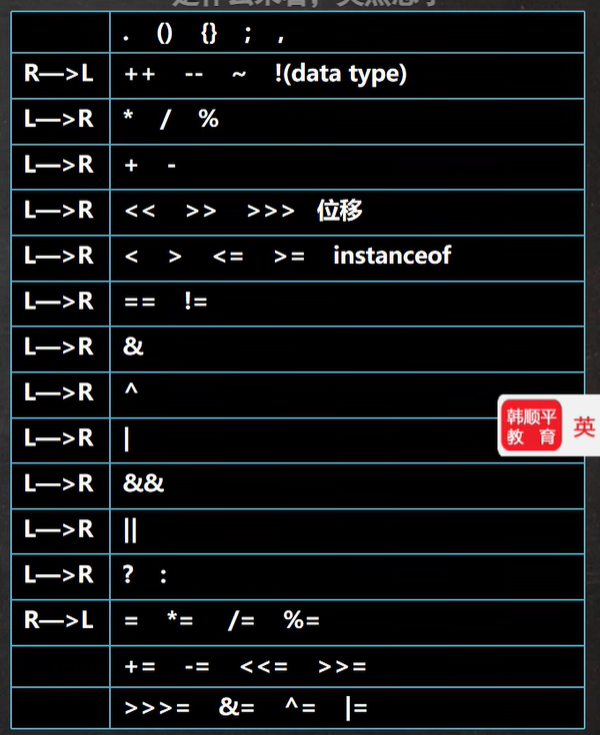 . () {} ; ,
R—>L ++ -- ~ !(data type)
L—>R * / %
L—>R + -
L—>R << >> >>> 位移
L—>R < > <= >= instanceof
L—>R == !=
L—>R &
L—>R ^
L—>R |
L—>R &&
L—>R ||
L—>R ? :
R—>L = *= /= %=
+= -= <<= >>=
>>>= &= ^= |=
韩顺平
教 育
英